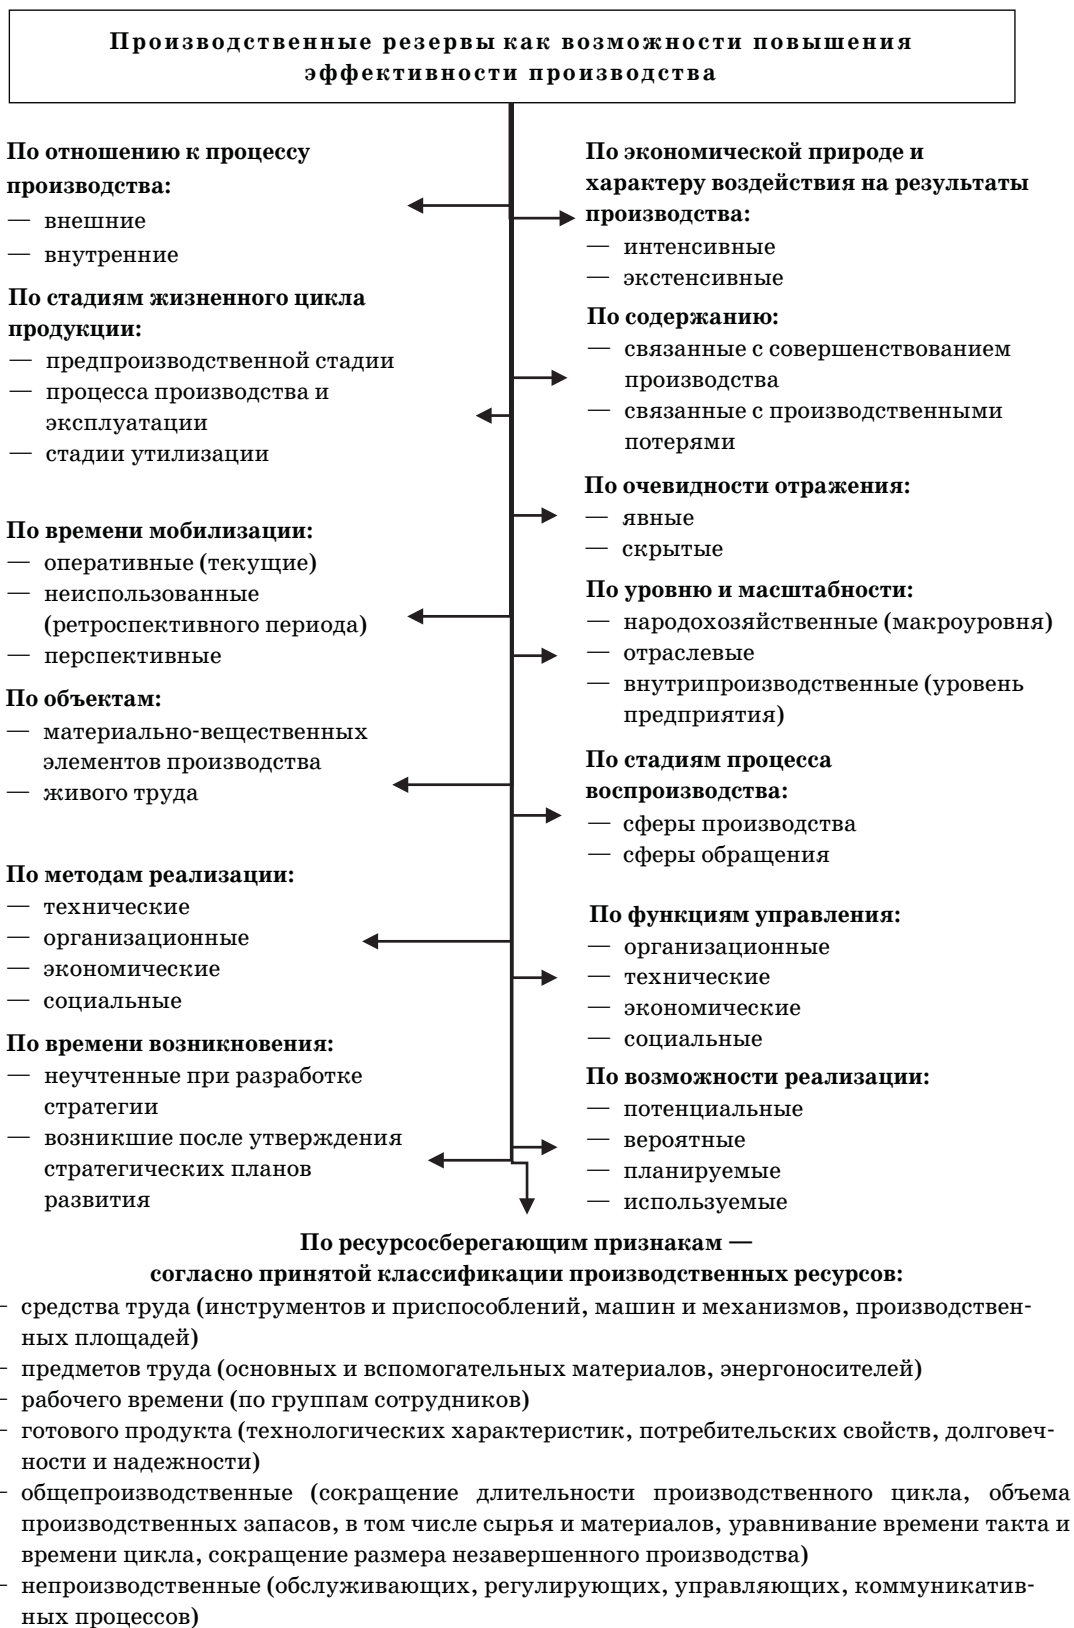 Производственные резервы как возможности повышения
эффективности производства
По отношению к процессу
производства:
— внешние
— внутренние
По стадиям жизненного цикла
продукции:
— предпроизводственной стадии
— процесса производства и
эксплуатации
— стадии утилизации
По времени мобилизации:
— оперативные (текущие)
— неиспользованные
(ретроспективного периода)
— перспективные
По объектам:
— материально-вещественных
элементов производства
— живого труда
По методам реализации:
— технические
— организационные
— экономические
— социальные
По времени возникновения:
— неучтенные при разработке
стратегии
— возникшие после утверждения
стратегических планов
развития
По экономической природе и
характеру воздействия на результаты
производства:
— интенсивные
— экстенсивные
По содержанию:
— связанные с совершенствованием
производства
— связанные с производственными
потерями
По очевидности отражения:
— явные
— скрытые
По уровню и масштабности:
— народохозяйственные (макроуровня)
— отраслевые
— внутрипроизводственные (уровень
предприятия)
По стадиям процесса
воспроизводства:
— сферы производства
— сферы обращения
По функциям управления:
— организационные
— технические
— экономические
— социальные
По возможности реализации:
— потенциальные
— вероятные
— планируемые
— используемые
По ресурсосберегающим признакам —
согласно принятой классификации производственных ресурсов:
— средства труда (инструментов и приспособлений, машин и механизмов, производствен-
ных площадей)
— предметов труда (основных и вспомогательных материалов, энергоносителей)
— рабочего времени (по группам сотрудников)
— готового продукта (технологических характеристик, потребительских свойств, долговеч-
ности и надежности)
— общепроизводственные (сокращение длительности производственного цикла, объема
производственных запасов, в том числе сырья и материалов, уравнивание времени такта и
времени цикла, сокращение размера незавершенного производства)
— непроизводственные (обслуживающих, регулирующих, управляющих, коммуникатив-
ных процессов)